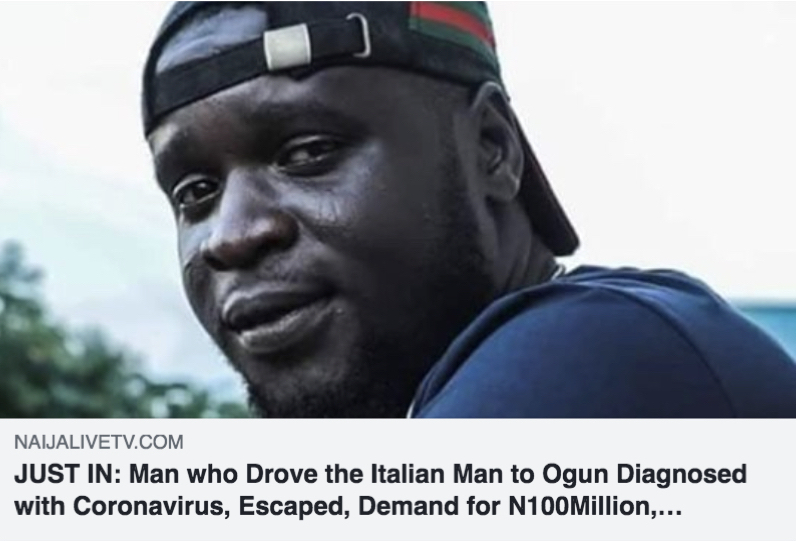 NAIJALIVETV.COM
JUST IN: Man who Drove the Italian Man to Ogun Diagnosed
with Coronavirus, Escaped, Demand for N100Million,...